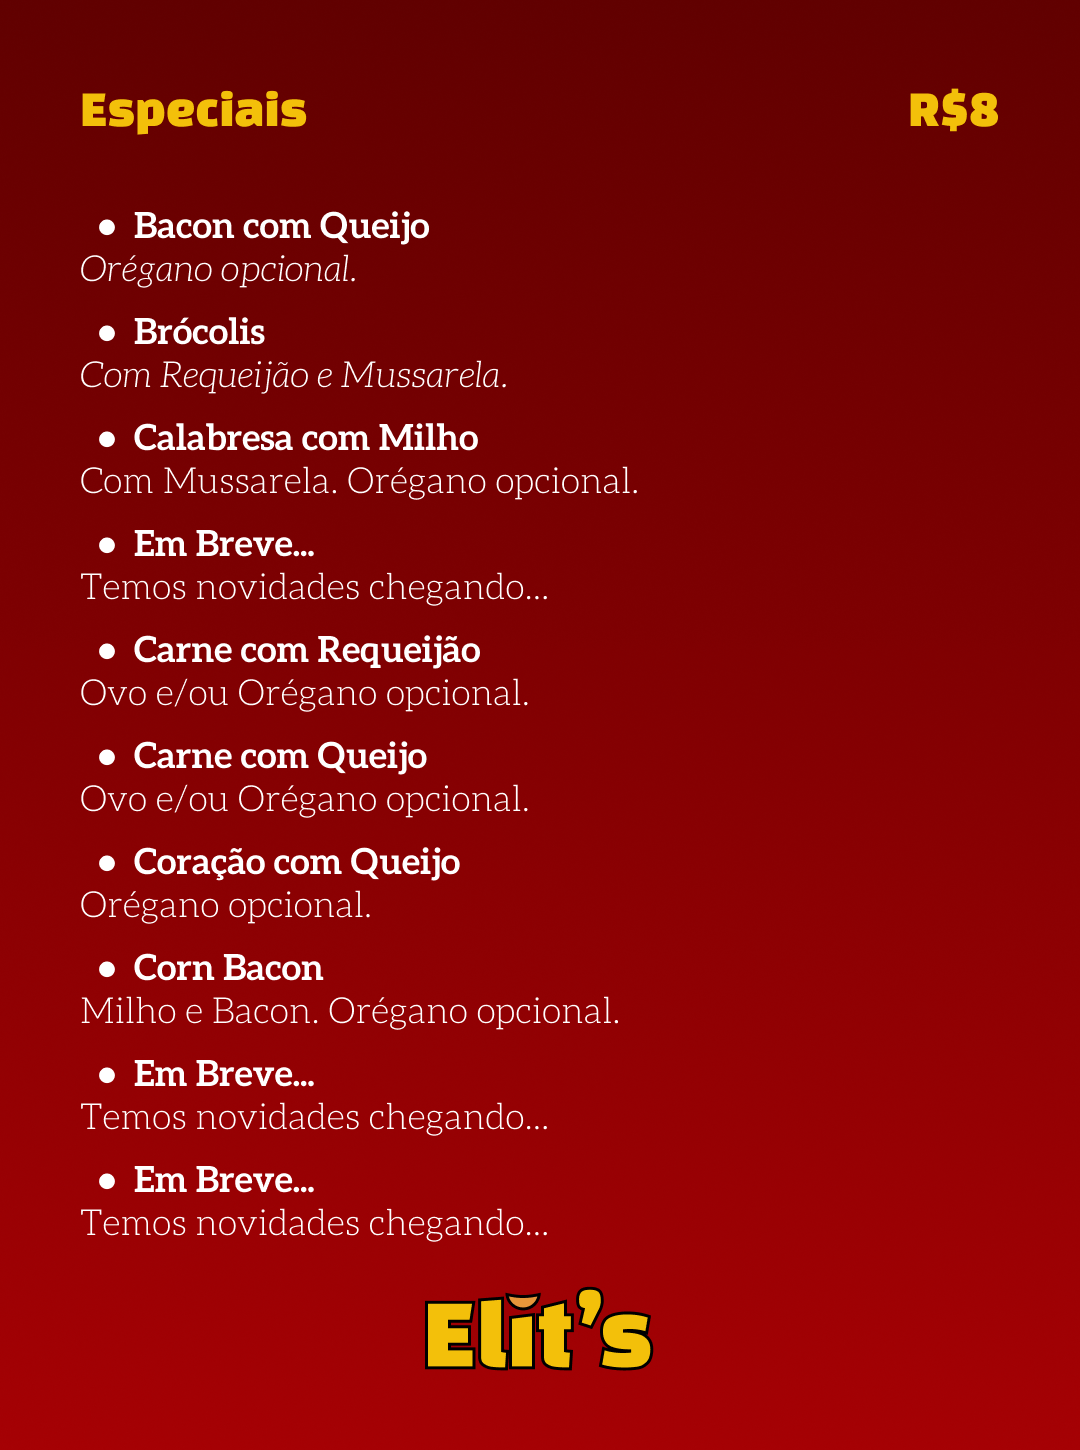 Especiais R$8
• Bacon com Queijo
Orégano opcional.
• Brócolis
Com Requeijão e Mussarela.
• Calabresa com Milho
Com Mussarela. Orégano opcional.
• Em Breve...
Temos novidades chegando...
• Carne com Requeijão
Ovo e/ou Orégano opcional.
• Carne com Queijo
Ovo e/ou Orégano opcional.
• Coração com Queijo
Orégano opcional.
• Corn Bacon
Milho e Bacon. Orégano opcional.
• Em Breve...
Temos novidades chegando...
• Em Breve...
Temos novidades chegando...
Elit's